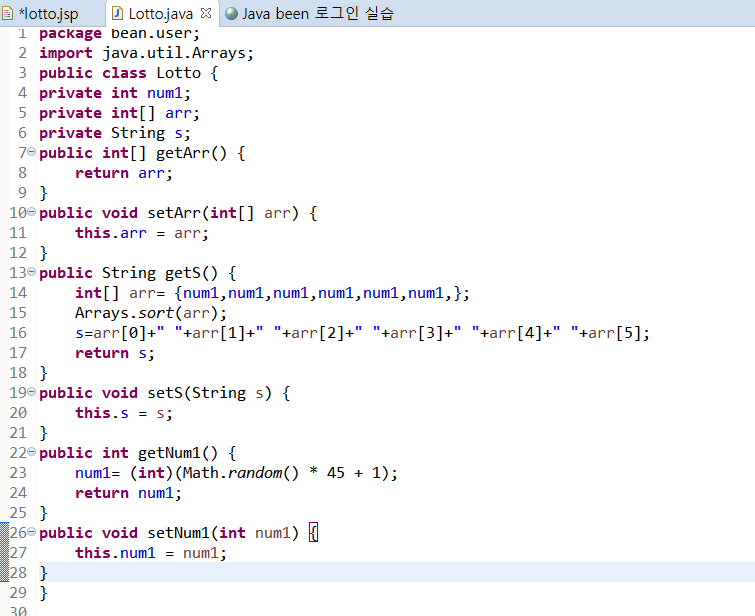 *lotto.jsp Lotto.java Java been 로그인 실습
1 package bean.user;
2 import java.util.Arrays;
3 public class Lotto {
4 private int num1;
5 private int[] arr;
6 private String s;
7 public int[] getArr() {
8 return arr;
9 }
10 public void setArr(int[] arr) {
11 this.arr = arr;
12 }
13 public String getS() {
14 int[] arr= {num1,num1,num1,num1,num1,num1,};
15 Arrays.sort(arr);
16 s=arr[0]+" "+arr[1]+" "+arr[2]+" "+arr[3]+" "+arr[4]+" "+arr[5];
17 return s;
18 }
19 public void setS(String s) {
20 this.s = s;
21 }
22 public int getNum1() {
23 num1= (int)(Math.random() * 45 + 1);
24 return num1;
25 }
26 public void setNum1(int num1) {
27 this.num1 = num1;
28 }
29 }
30